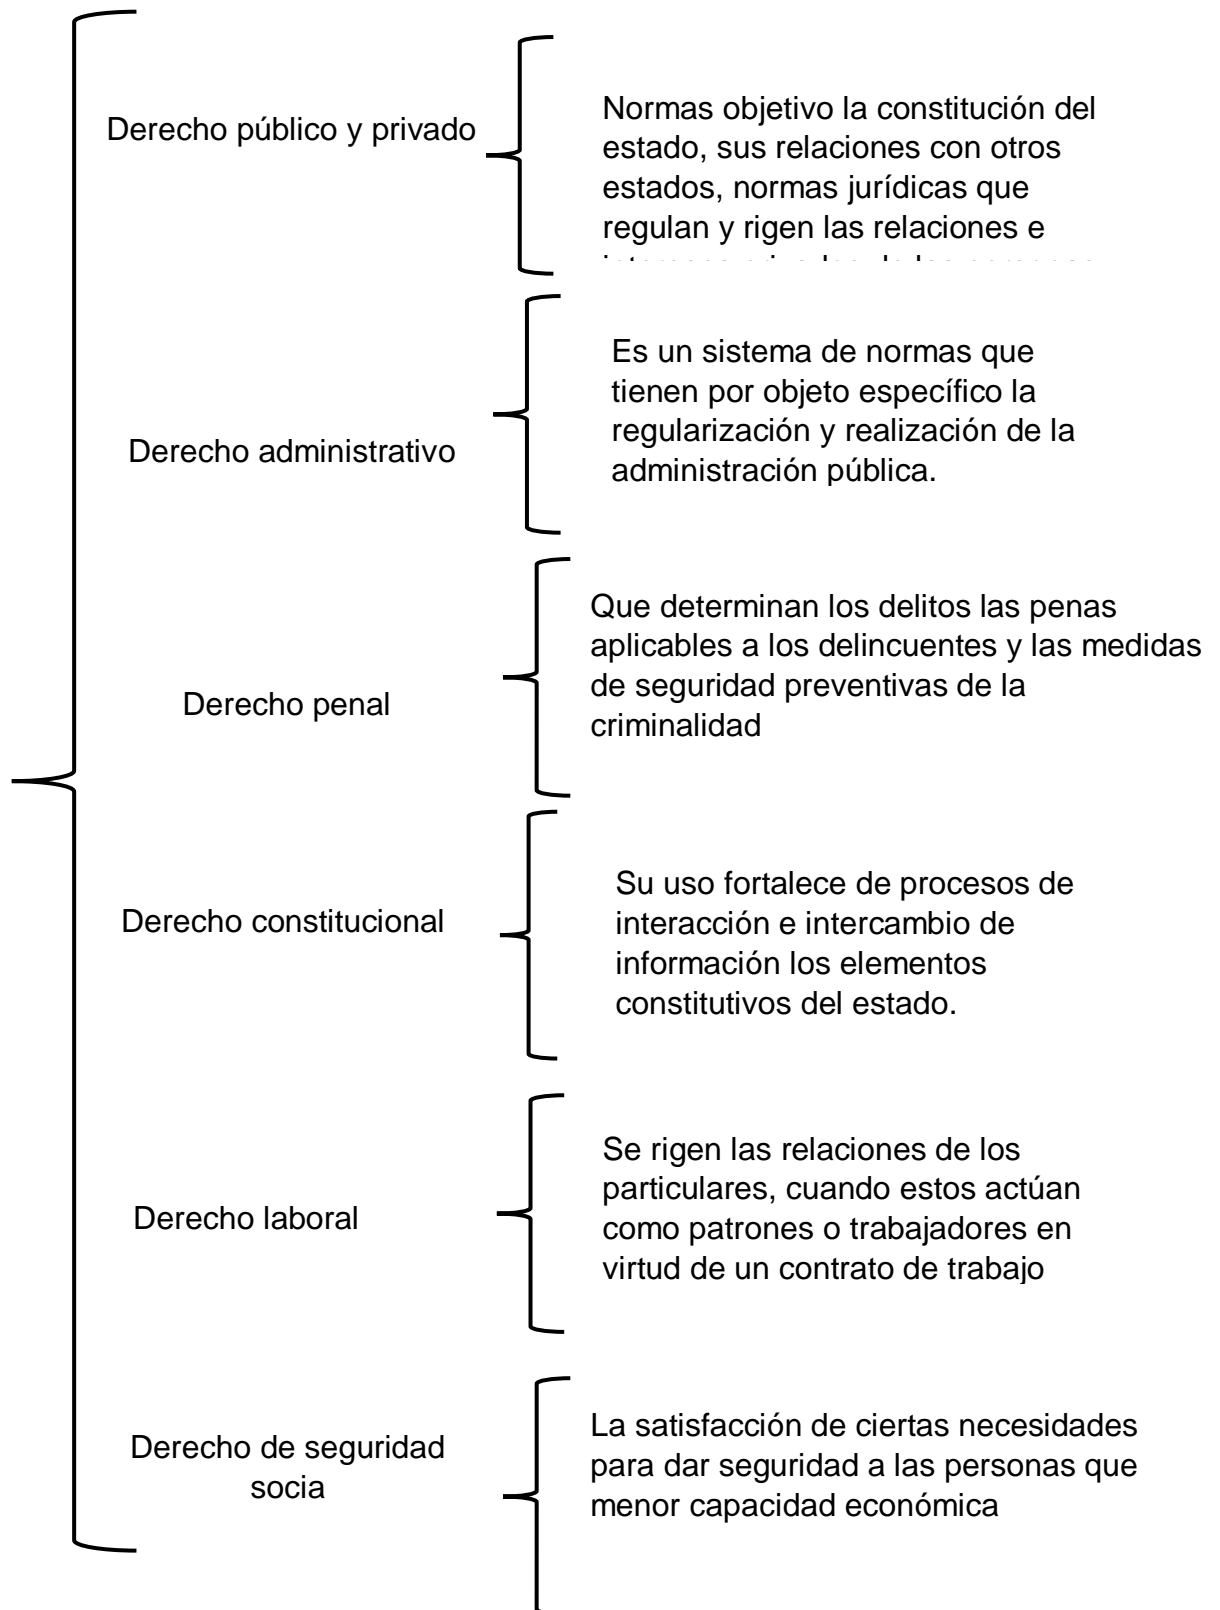 Derecho público y privado
Normas objetivo la constitución del
estado, sus relaciones con otros
estados, normas jurídicas que
regulan y rigen las relaciones e
Derecho administrativo
Es un sistema de normas que
tienen por objeto específico la
regularización y realización de la
administración pública.
Derecho penal
Que determinan los delitos las penas
aplicables a los delincuentes y las medidas
de seguridad preventivas de la
criminalidad
Derecho constitucional
Su uso fortalece de procesos de
interacción e intercambio de
información los elementos
constitutivos del estado.
Derecho laboral
Se rigen las relaciones de los
particulares, cuando estos actúan
como patrones o trabajadores en
virtud de un contrato de trabajo
Derecho de seguridad
socia
La satisfacción de ciertas necesidades
para dar seguridad a las personas que
menor capacidad económica